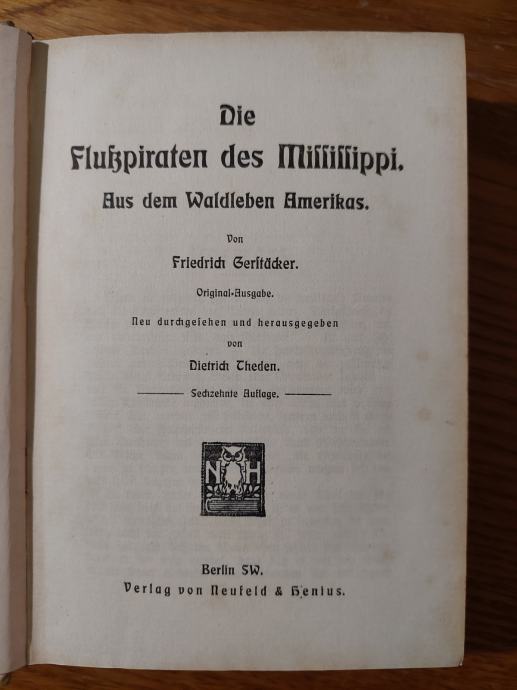 Die
Flußpiraten des Miſſiſſippi.
Aus dem Waldleben Amerikas.
Von
Friedrich Gerſtäcker.
Original-Ausgabe.
Neu durchgeſehen und herausgegeben
von
Dietrich Theden.
Sechzehnte Auflage.
N H
Berlin SW.
Verlag von Neufeld & Henius.